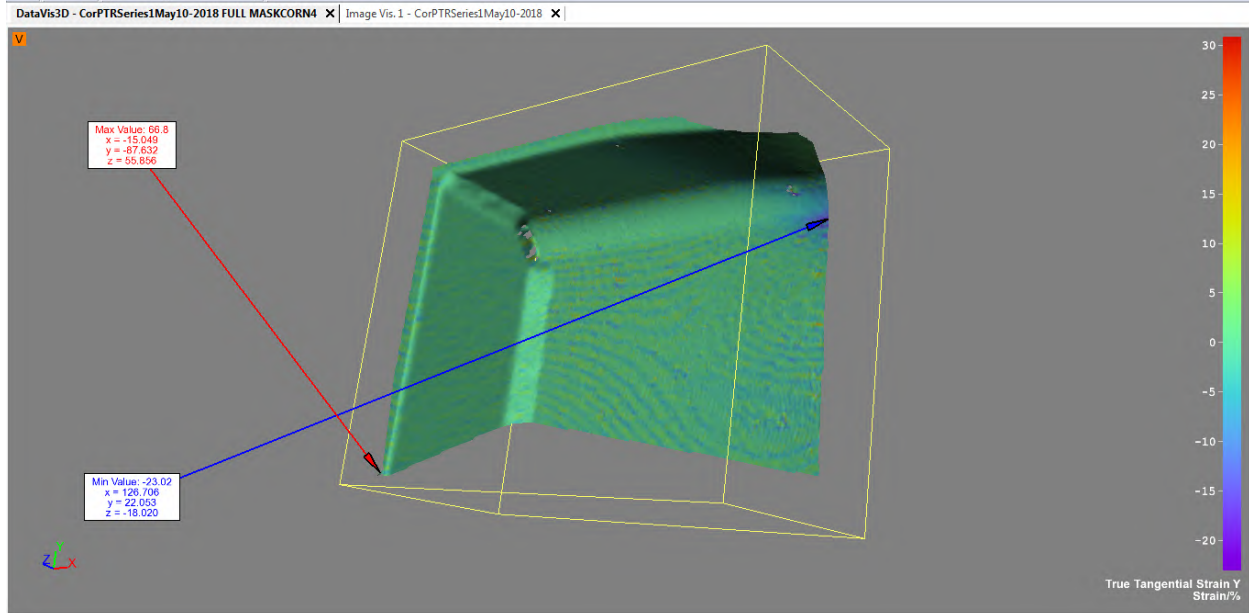 DataVis3D - CorPTRSeries1May10-2018 FULL MASKCORN4 X Image Vis. 1 - CorPTRSeries1May10-2018 X
V
Max Value: 66.8
x = -15.049
y = -87.632
z = 55.856
Min Value: -23.02
x = 126.706
y = 22.053
z = -18.020
Y
Z X
30
25
20
15
10
5
0
-5
-10
-15
-20
True Tangential Strain Y
Strain/%